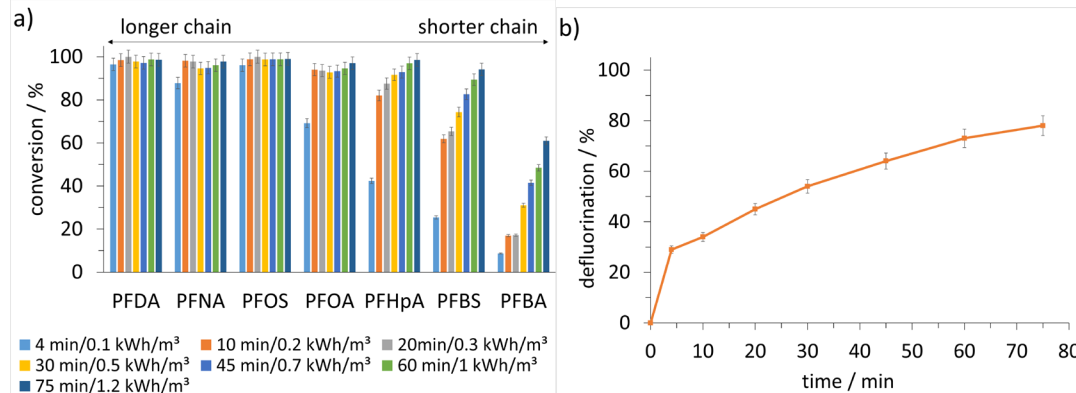 a)
longer chain
shorter chain
conversion / %
100
80
60
40
20
0
PFDA PFNA PFOS PFOA PFHpA PFBS PFBA
4 min/0.1 kWh/m³ 10 min/0.2 kWh/m³ 20min/0.3 kWh/m³
30 min/0.5 kWh/m³ 45 min/0.7 kWh/m³ 60 min/1 kWh/m³
75 min/1.2 kWh/m³
b)
defluorination / %
100
80
60
40
20
0
0 10 20 30 40 50 60 70 80
time / min